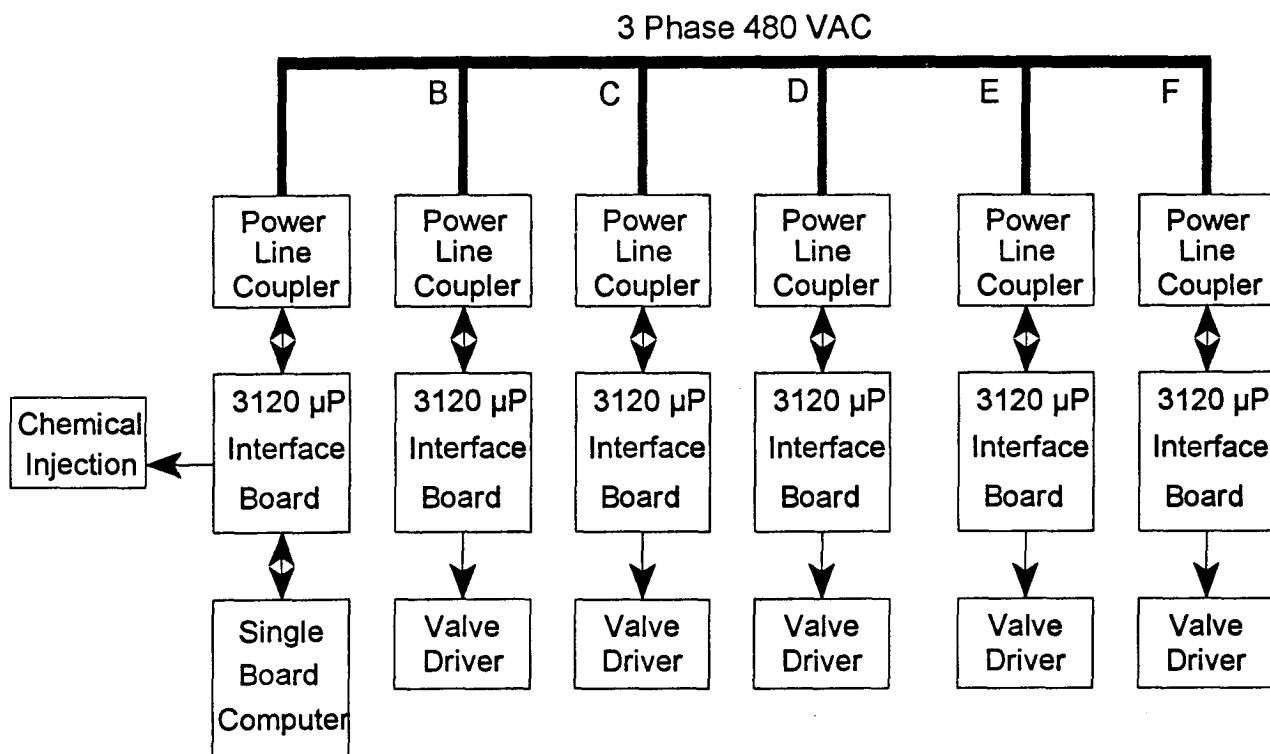 3 Phase 480 VAC
B
C
D
E
F
Power
Line
Coupler
Power
Line
Coupler
Power
Line
Coupler
Power
Line
Coupler
Power
Line
Coupler
Power
Line
Coupler
Chemical
Injection
3120 µP
Interface
Board
3120 µP
Interface
Board
3120 µP
Interface
Board
3120 µP
Interface
Board
3120 µP
Interface
Board
3120 µP
Interface
Board
Single
Board
Computer
Valve
Driver
Valve
Driver
Valve
Driver
Valve
Driver
Valve
Driver